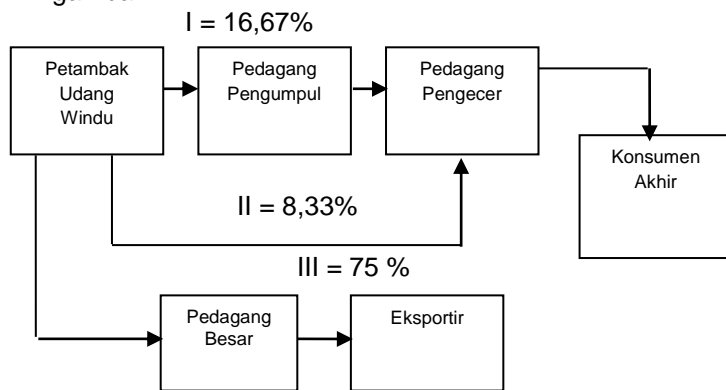 I = 16,67%
Petambak
Udang
Windu
Pedagang
Pengumpul
Pedagang
Pengecer
Konsumen
Akhir
II = 8,33%
III = 75 %
Pedagang
Besar
Eksportir